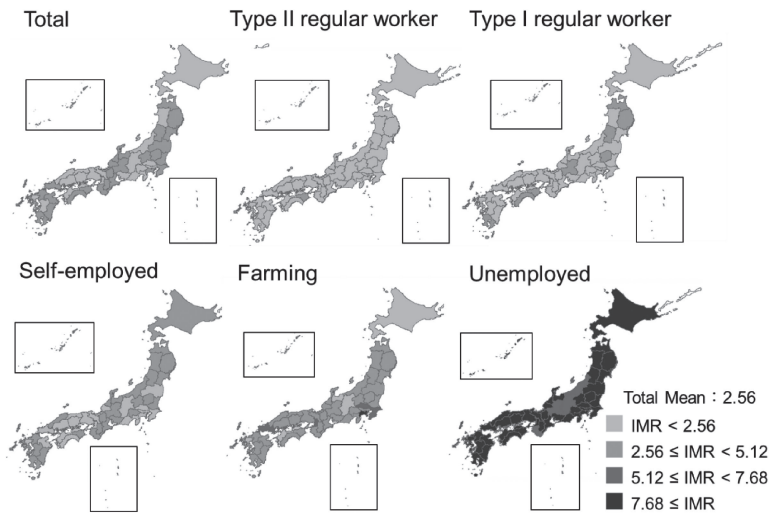 Total
Type II regular worker
Type I regular worker
Self-employed
Farming
Unemployed
Total Mean : 2.56
IMR < 2.56
2.56 ≤ IMR < 5.12
5.12 ≤ IMR < 7.68
7.68 ≤ IMR